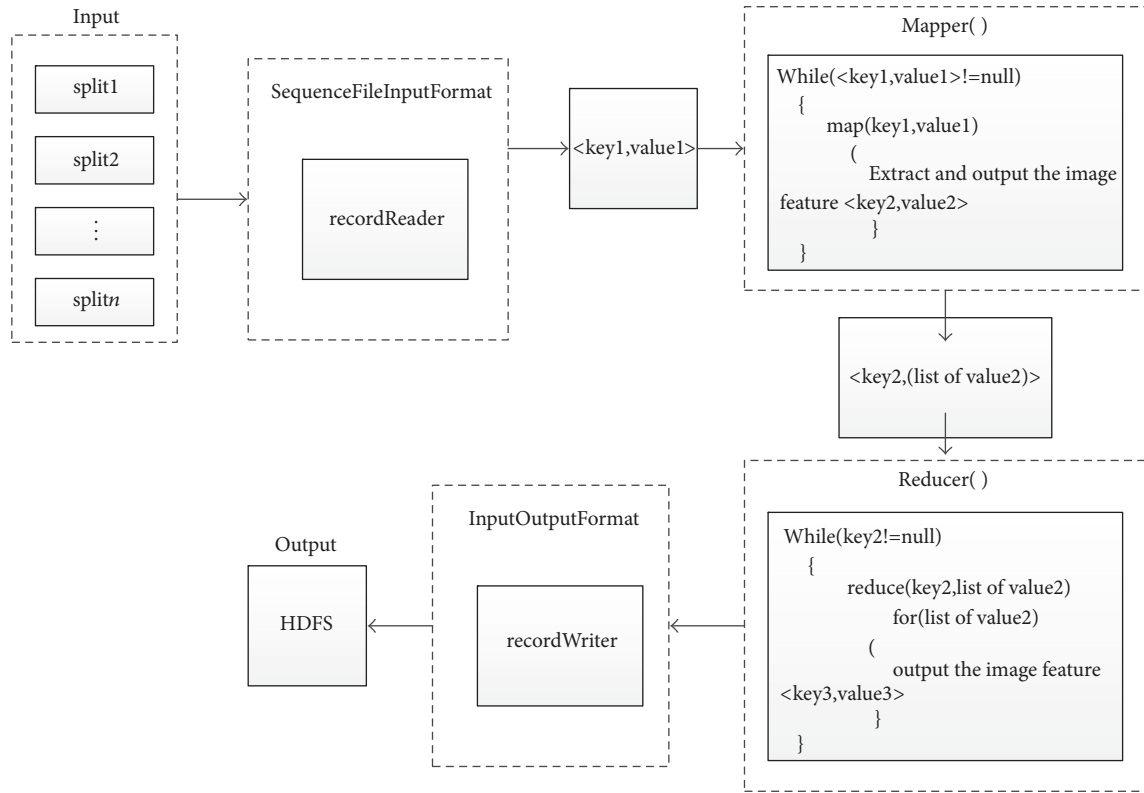 Input
split1
split2
⋮
splitn
SequenceFileInputFormat
recordReader
<key1,value1>
Mapper( )
While(<key1,value1>!=null)
{
map(key1,value1)
(
Extract and output the image
feature <key2,value2>
}
}
<key2,(list of value2)>
Reducer( )
While(key2!=null)
{
reduce(key2,list of value2)
for(list of value2)
(
output the image feature
<key3,value3>
}
}
InputOutputFormat
recordWriter
Output
HDFS